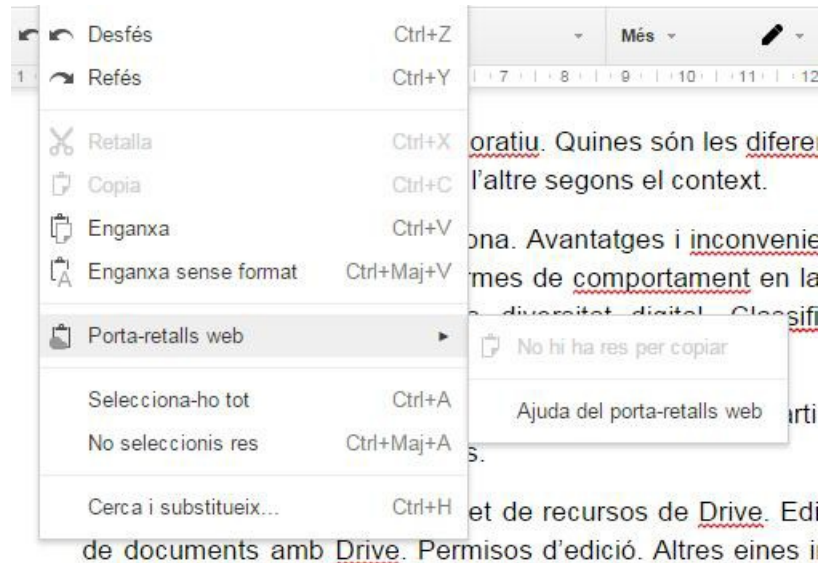 Desfés Ctrl+Z Més
Refés Ctrl+Y 1 7 8 9 10 11 12
Retalla Ctrl+X oratiu. Quines són les
Copia Ctrl+C l'altre segons el context.
Enganxa Ctrl+V Avantatges i
Enganxa sense format Ctrl+Maj+V de comportament en la
Porta-retalls web
No hi ha res per copiar
Selecciona-ho tot Ctrl+A Ajuda del porta-retalls web
No seleccionis res Ctrl+Maj+A
Cerca i substitueix... Ctrl+H et de recursos de Drive. Edi
de documents amb Drive. Permisos d'edició. Altres eines